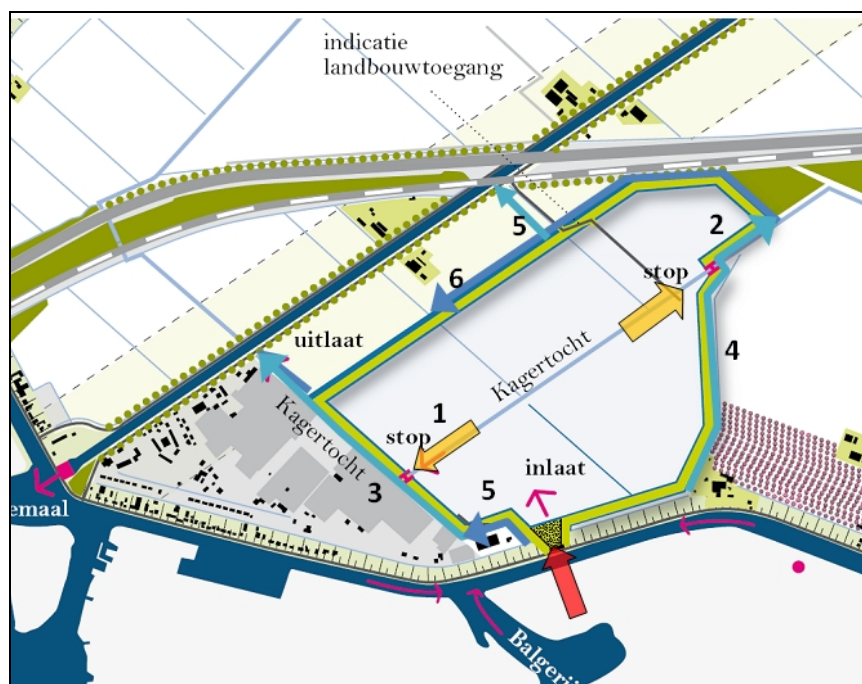 indicatie
landbouwtoegang
2
5
stop
6
uitlaat
4
Kagertocht
1
stop
Kagertocht
inlaat
3
5
emaal
Balgerij